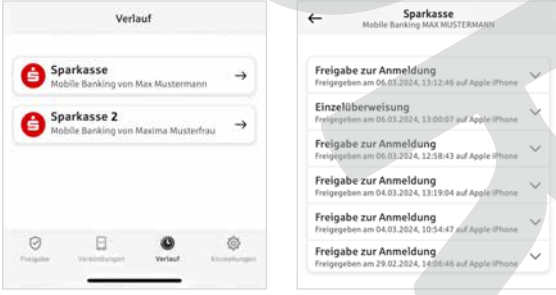 Verlauf
Sparkasse
Mobile Banking von Max Mustermann
Sparkasse 2
Mobile Banking von Maxima Musterfrau
Freigabe
Verbindungen
Verlauf
Einstellungen
Sparkasse
Mobile Banking MAX MUSTERMANN
Freigabe zur Anmeldung
Freigegeben am 06.03.2024, 13:12:46 auf Apple iPhone
Einzelüberweisung
Freigegeben am 06.03.2024, 13:00:07 auf Apple iPhone
Freigabe zur Anmeldung
Freigegeben am 06.03.2024, 12:58:43 auf Apple iPhone
Freigabe zur Anmeldung
Freigegeben am 04.03.2024, 13:19:04 auf Apple iPhone
Freigabe zur Anmeldung
Freigegeben am 04.03.2024, 10:54:47 auf Apple iPhone
Freigabe zur Anmeldung
Freigegeben am 29.02.2024, 14:06:46 auf Apple iPhone